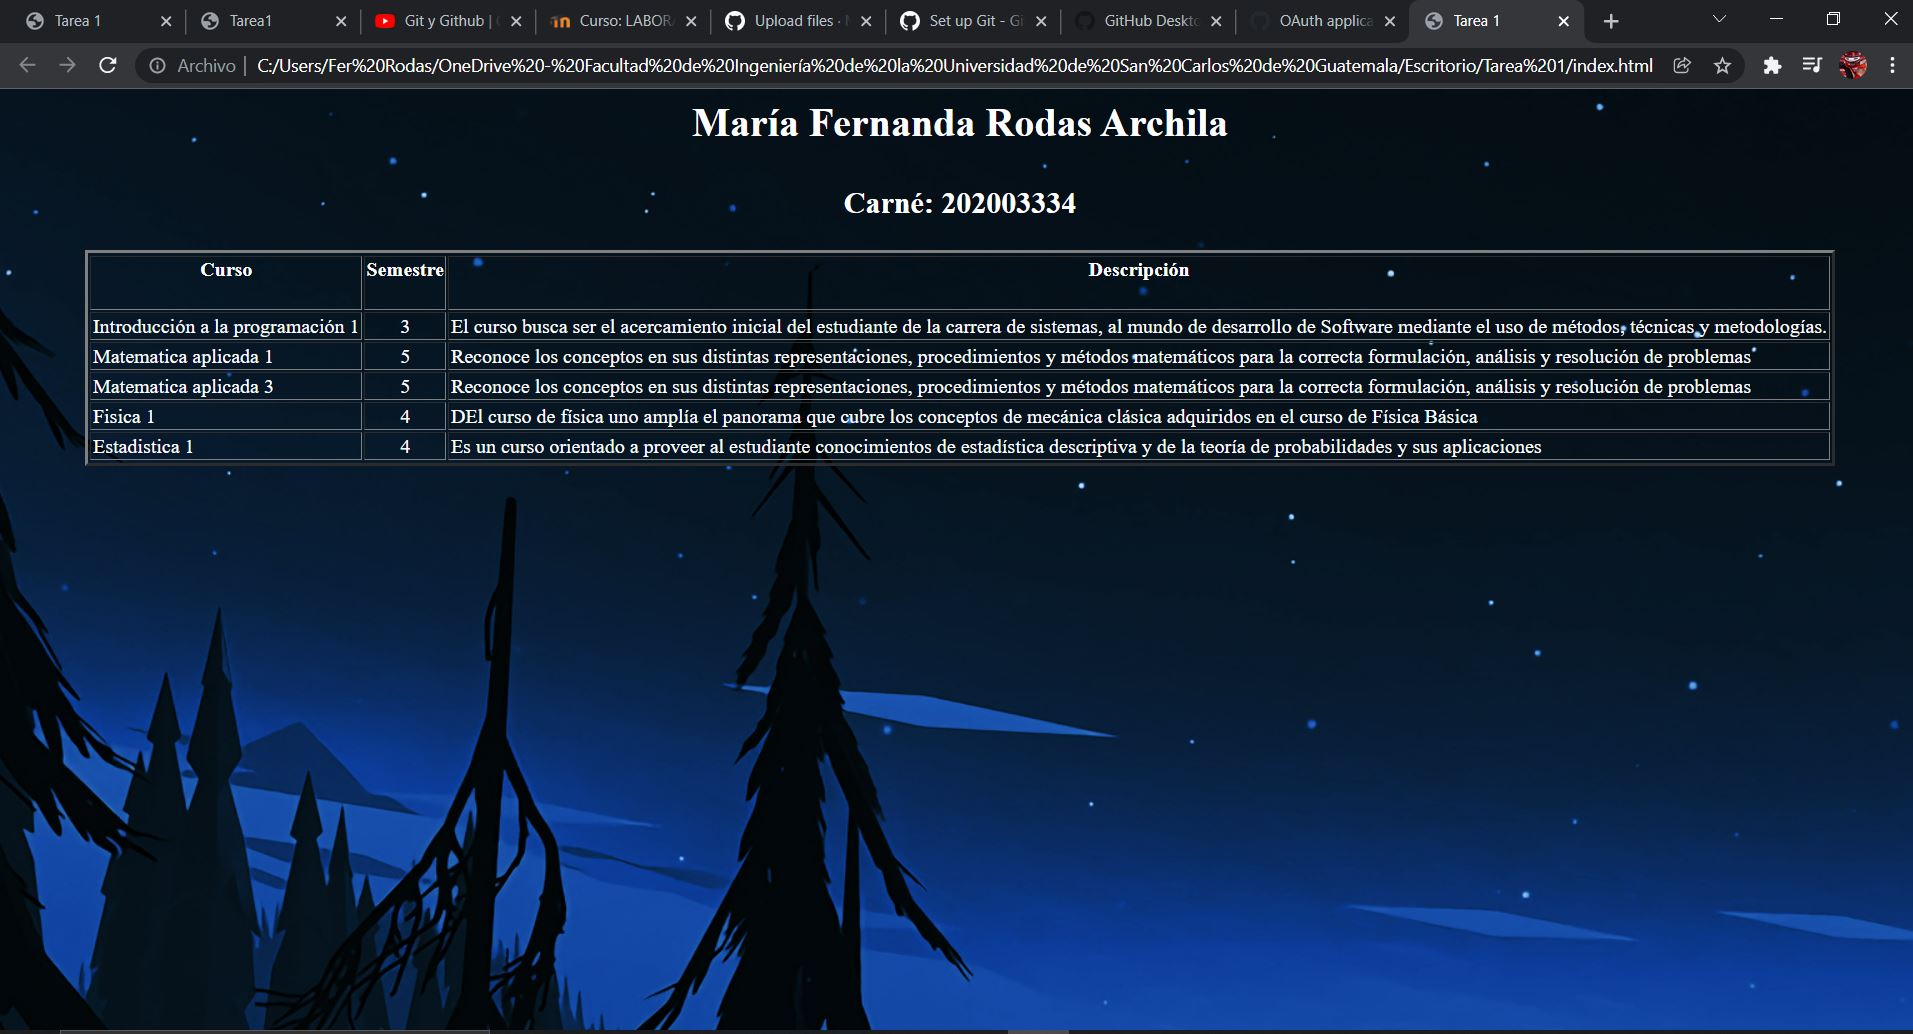 Tarea 1
Tarea1
Git y Github |
Curso: LABOR
Upload files ·
Set up Git - Gi
GitHub Deskto
OAuth applica
Tarea 1
Archivo | C:/Users/Fer%20Rodas/OneDrive%20-%20Facultad%20de%20Ingeniería%20de%20la%20Universidad%20de%20San%20Carlos%20de%20Guatemala/Escritorio/Tarea%201/index.html
María Fernanda Rodas Archila
Carné: 202003334
Curso Semestre Descripción
Introducción a la programación 1 3 El curso busca ser el acercamiento inicial del estudiante de la carrera de sistemas, al mundo de desarrollo de Software mediante el uso de métodos, técnicas y metodologías.
Matematica aplicada 1 5 Reconoce los conceptos en sus distintas representaciones, procedimientos y métodos matemáticos para la correcta formulación, análisis y resolución de problemas
Matematica aplicada 3 5 Reconoce los conceptos en sus distintas representaciones, procedimientos y métodos matemáticos para la correcta formulación, análisis y resolución de problemas
Fisica 1 4 DEl curso de física uno amplía el panorama que cubre los conceptos de mecánica clásica adquiridos en el curso de Física Básica
Estadistica 1 4 Es un curso orientado a proveer al estudiante conocimientos de estadística descriptiva y de la teoría de probabilidades y sus aplicaciones